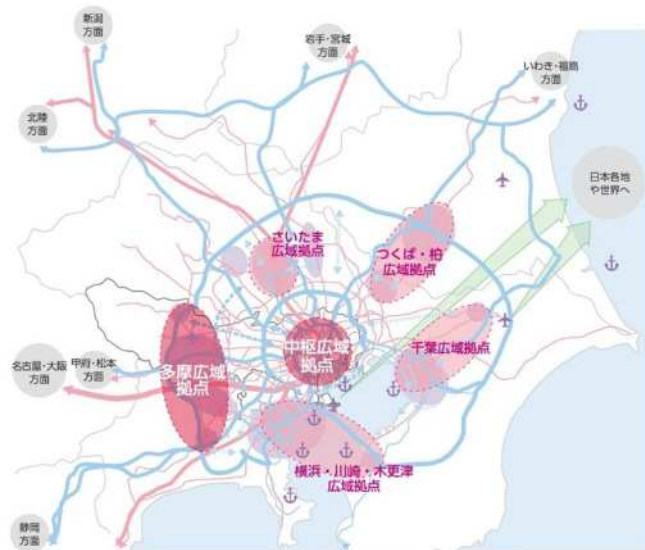 新潟
方面
岩手・宮城
方面
いわき・福島
方面
北陸
方面
日本各地
や世界へ
さいたま
広域拠点
つくば・柏
広域拠点
中枢広域
拠点
千葉広域拠点
多摩広域
拠点
名古屋・大阪
方面
甲府・松本
方面
横浜・川崎・木更津
広域拠点
静岡
方面